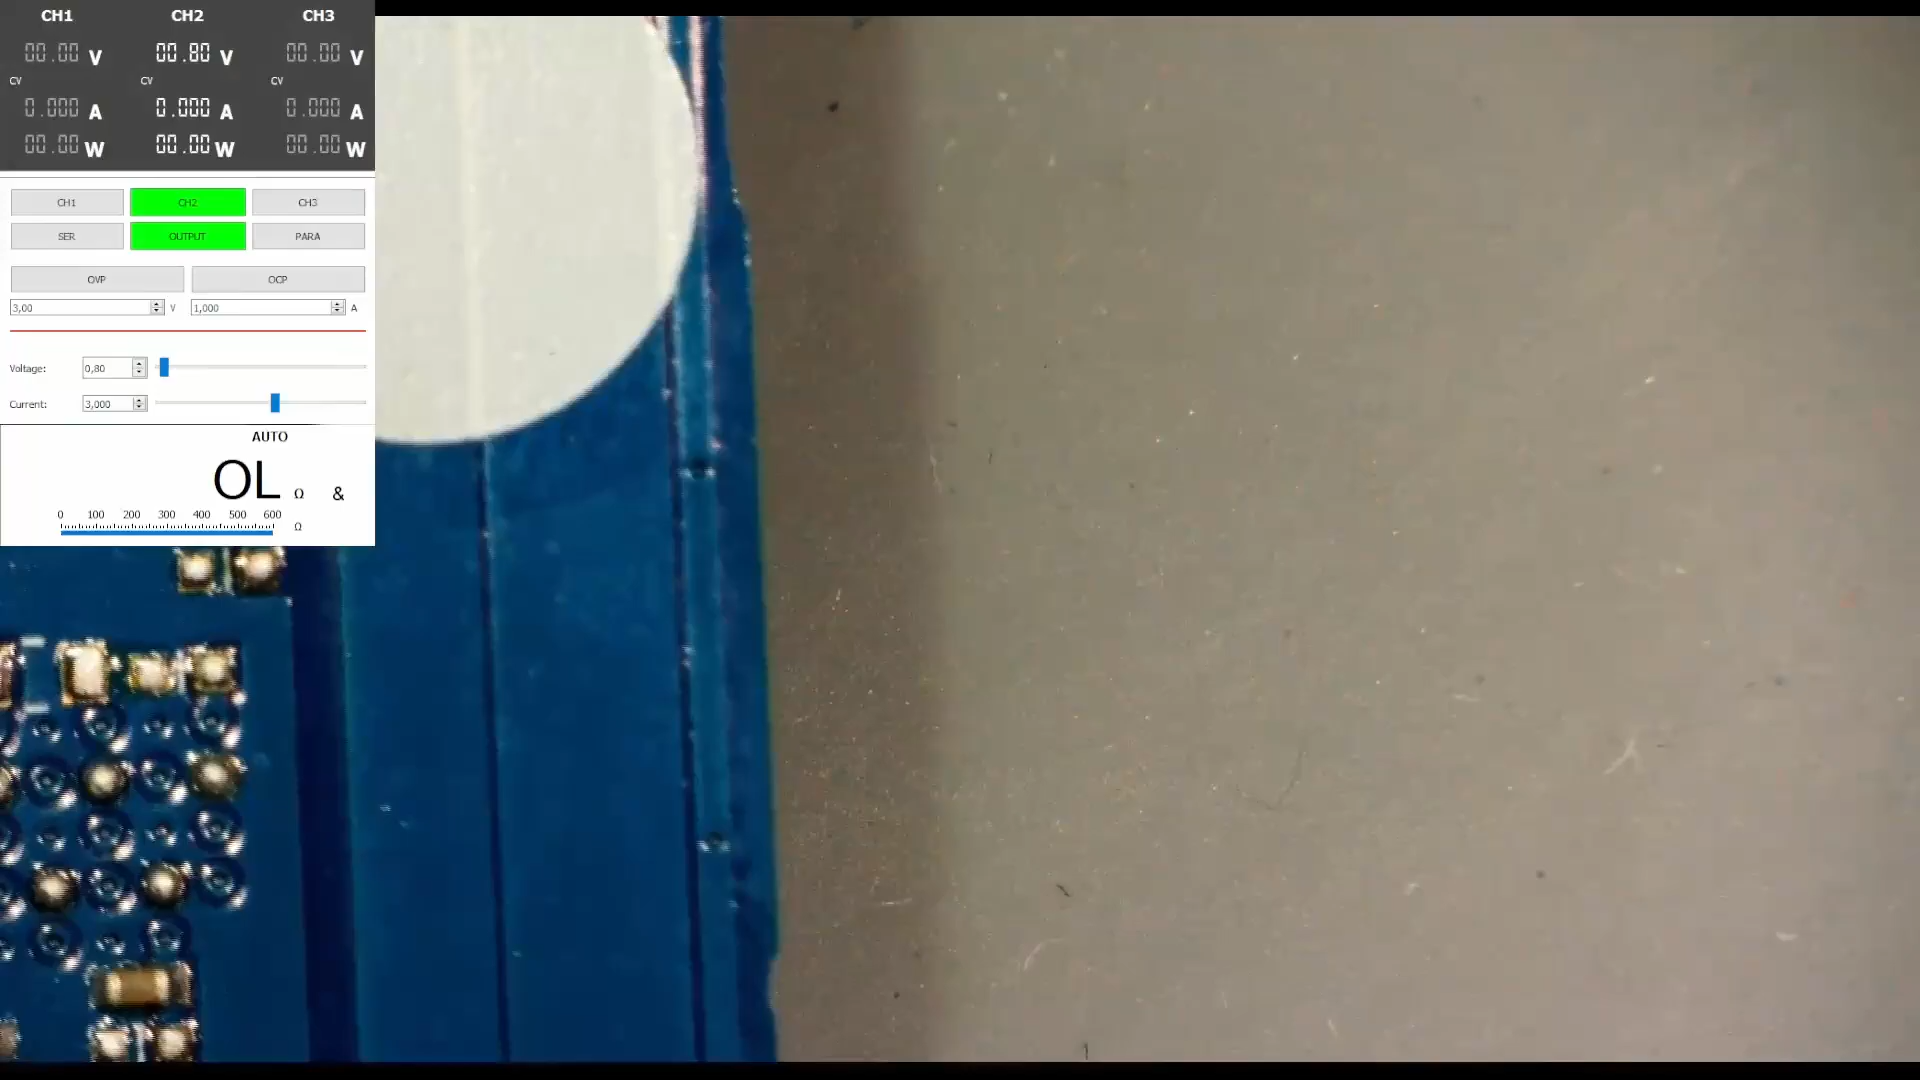 CH1 CH2 CH3
00.00 V 00.80 V 00.00 V
CV CV CV
0.000 A 0.000 A 0.000 A
00.00 W 00.00 W 00.00 W
CH1 CH2 CH3
SER OUTPUT PARA
OVP OCP
3,00 V 1,000 A
Voltage: 0,80
Current: 3,000
AUTO
OL Ω &
0 100 200 300 400 500 600
Ω